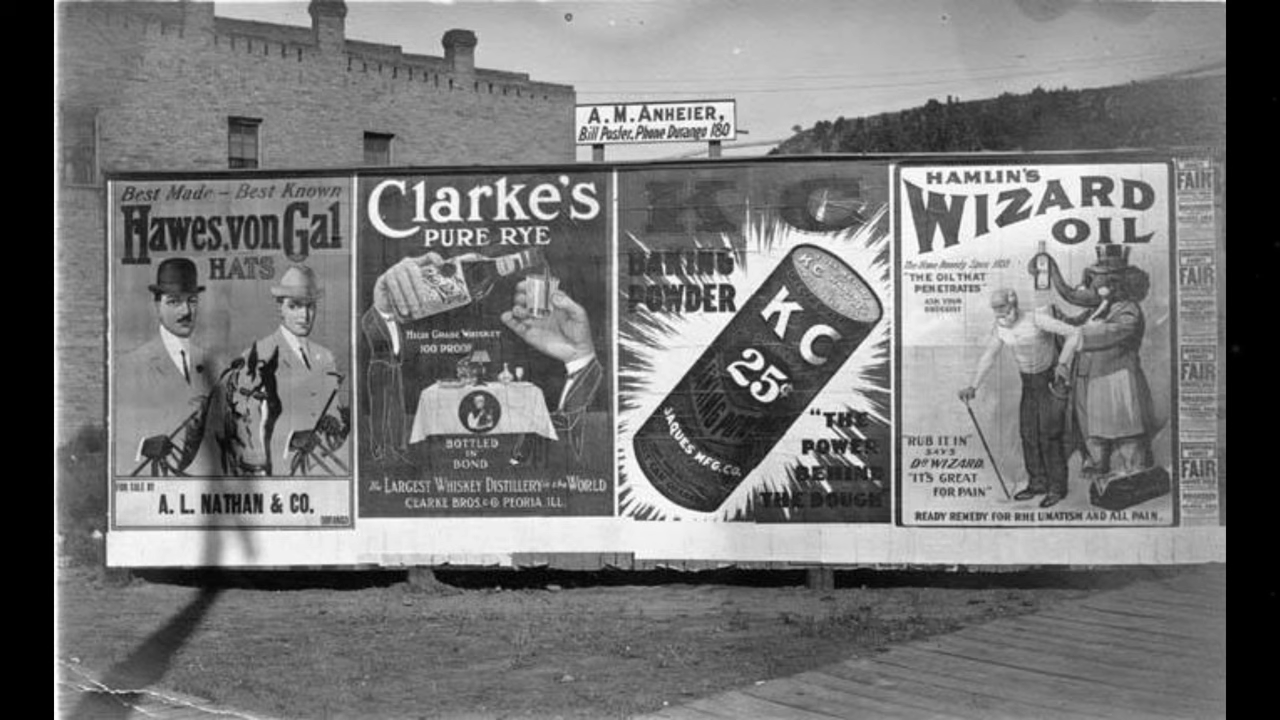 A. M. ANHEIER,
Bill Poster, Phone Durango 180
Best Made – Best Known
Hawes, von Gal
HATS
FOR SALE BY
A. L. NATHAN & CO.
DURANGO
Clarke's
PURE RYE
HIGH GRADE WHISKEY
100 PROOF
BOTTLED
IN
BOND
The LARGEST WHISKEY DISTILLERY in the WORLD
CLARKE BROS. & CO PEORIA. ILL.
KC
BAKING
POWDER
KC
KC
25¢
JAQUES MFG. CO.
"THE
POWER
BEHIND
THE DOUGH"
HAMLIN'S
WIZARD
OIL
"THE OIL THAT
PENETRATES"
ASK YOUR
DRUGGIST
"RUB IT IN"
SAYS
DR WIZARD.
"IT'S GREAT
FOR PAIN"
READY REMEDY FOR RHEUMATISM AND ALL PAIN.
FAIR
FAIR
FAIR
FAIR